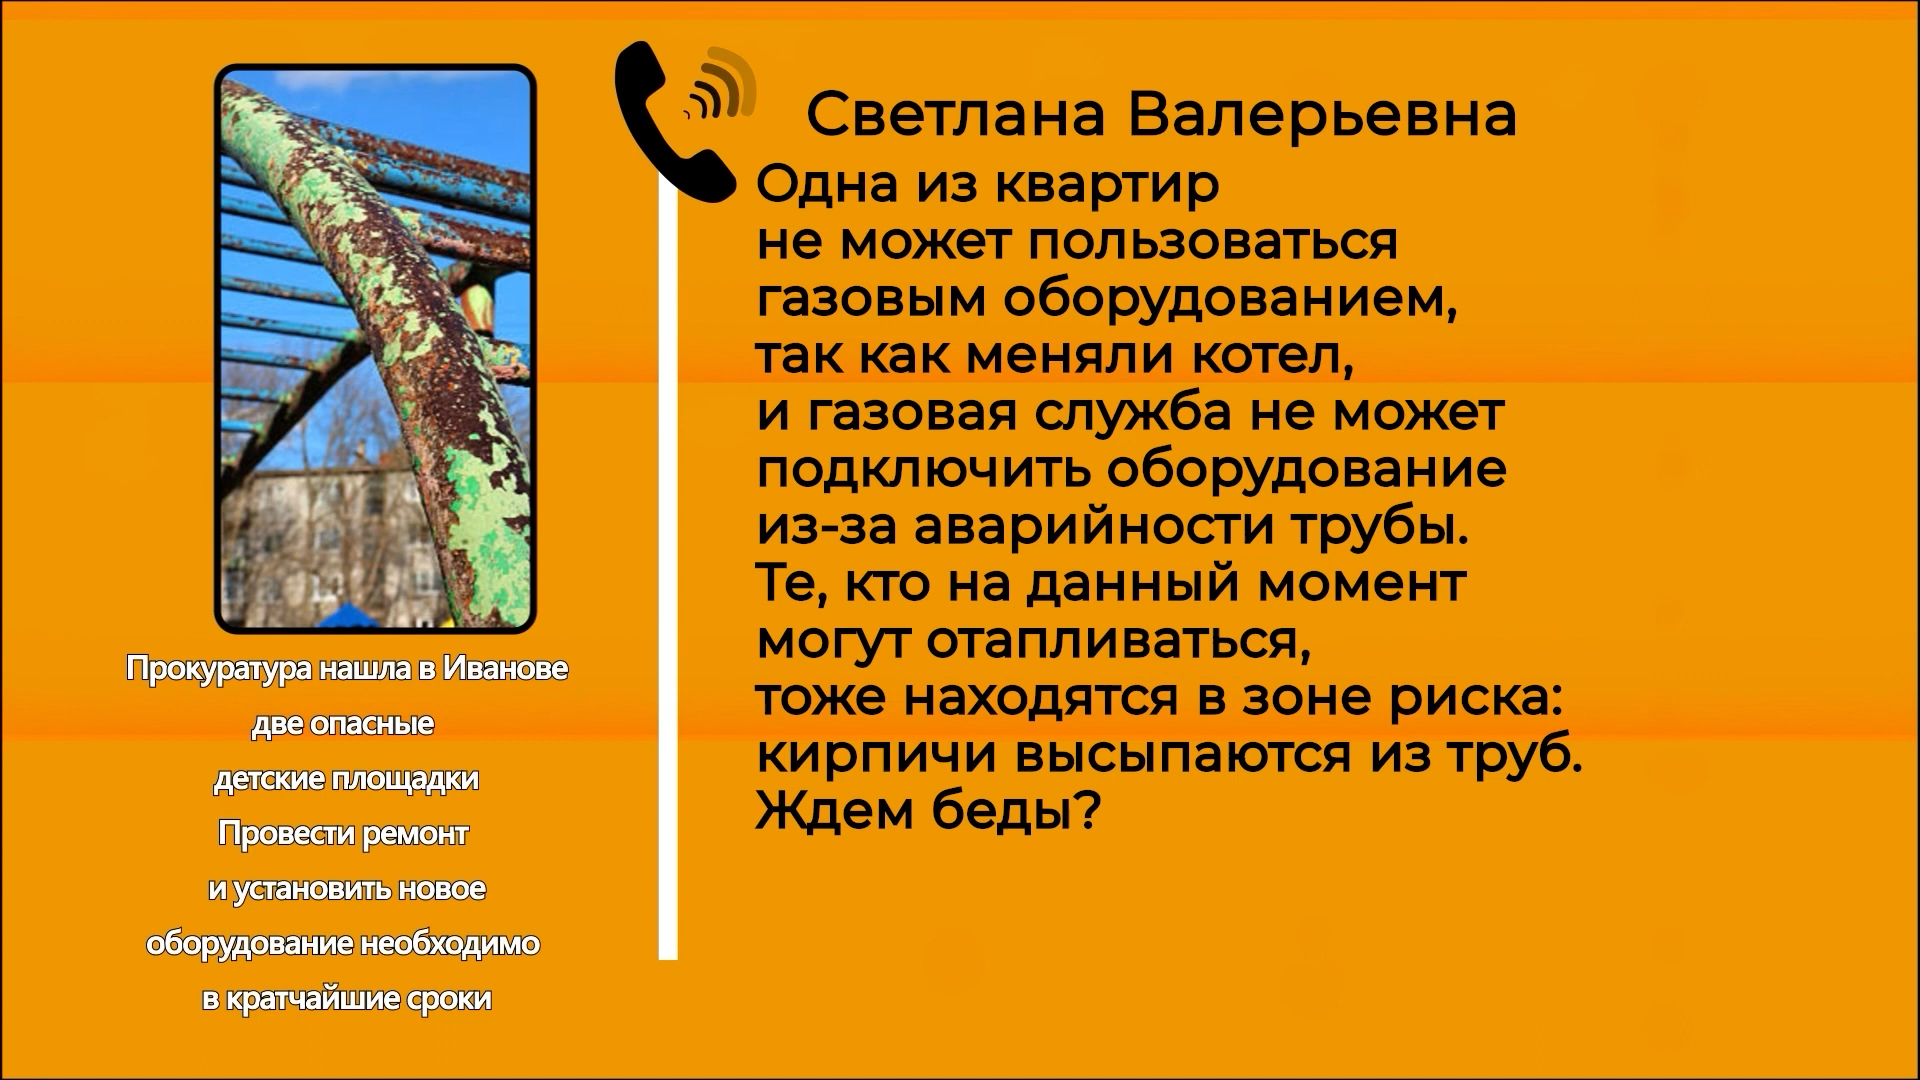 Светлана Валерьевна
Одна из квартир
не может пользоваться
газовым оборудованием,
так как меняли котел,
и газовая служба не может
подключить оборудование
из-за аварийности трубы.
Те, кто на данный момент
могут отапливаться,
тоже находятся в зоне риска:
кирпичи высыпаются из труб.
Ждем беды?
Прокуратура нашла в Иванове
две опасные
детские площадки
Провести ремонт
и установить новое
оборудование необходимо
в кратчайшие сроки